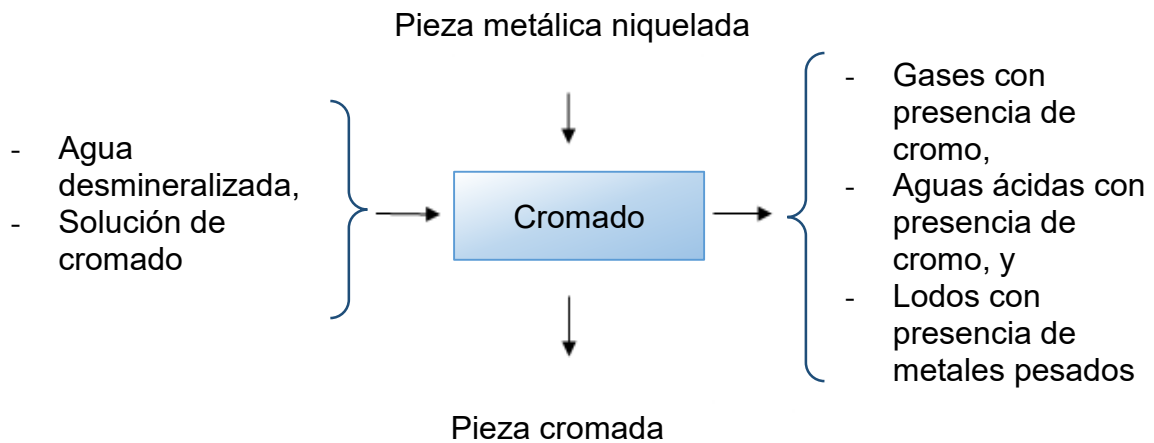 Pieza metálica niquelada
- Agua
desmineralizada,
- Solución de
cromado
Cromado
- Gases con
presencia de
cromo,
- Aguas ácidas con
presencia de
cromo, y
- Lodos con
presencia de
metales pesados
Pieza cromada